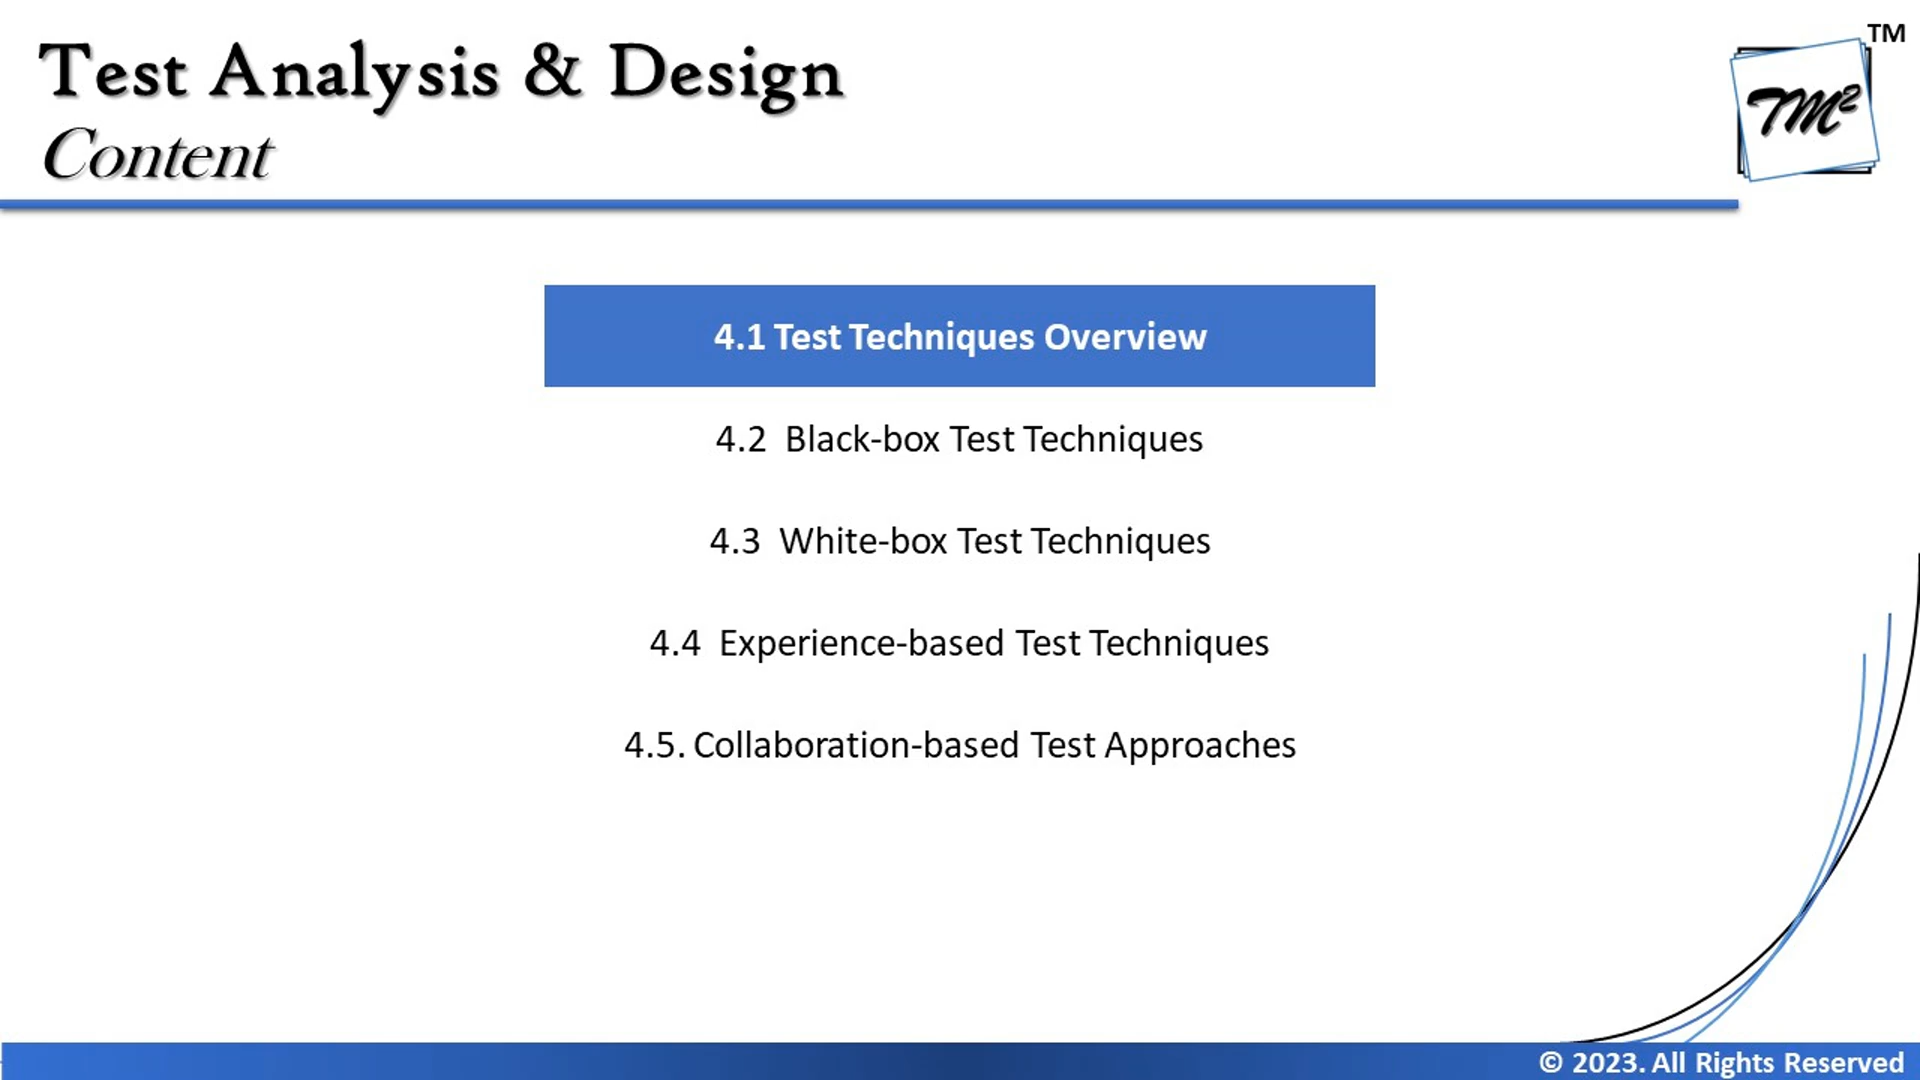 Test Analysis & Design
Content
TM
TM²
4.1 Test Techniques Overview
4.2 Black-box Test Techniques
4.3 White-box Test Techniques
4.4 Experience-based Test Techniques
4.5. Collaboration-based Test Approaches
© 2023. All Rights Reserved